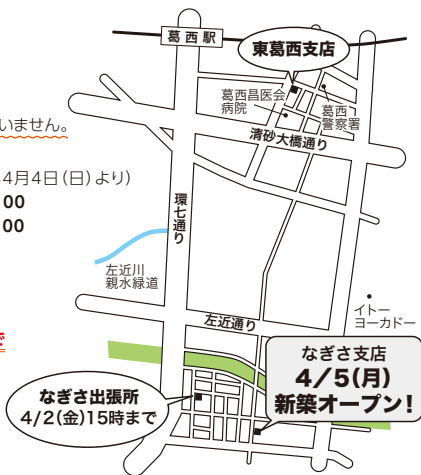 葛西駅
東葛西支店
葛西昌医会
病院
葛西
警察署
いません。
清砂大橋通り
4月4日(日)より)
00
00
環七通り
左近川
親水緑道
イトー
ヨーカドー
左近通り
なぎさ支店
4/5(月)
新築オープン!
なぎさ出張所
4/2(金)15時まで